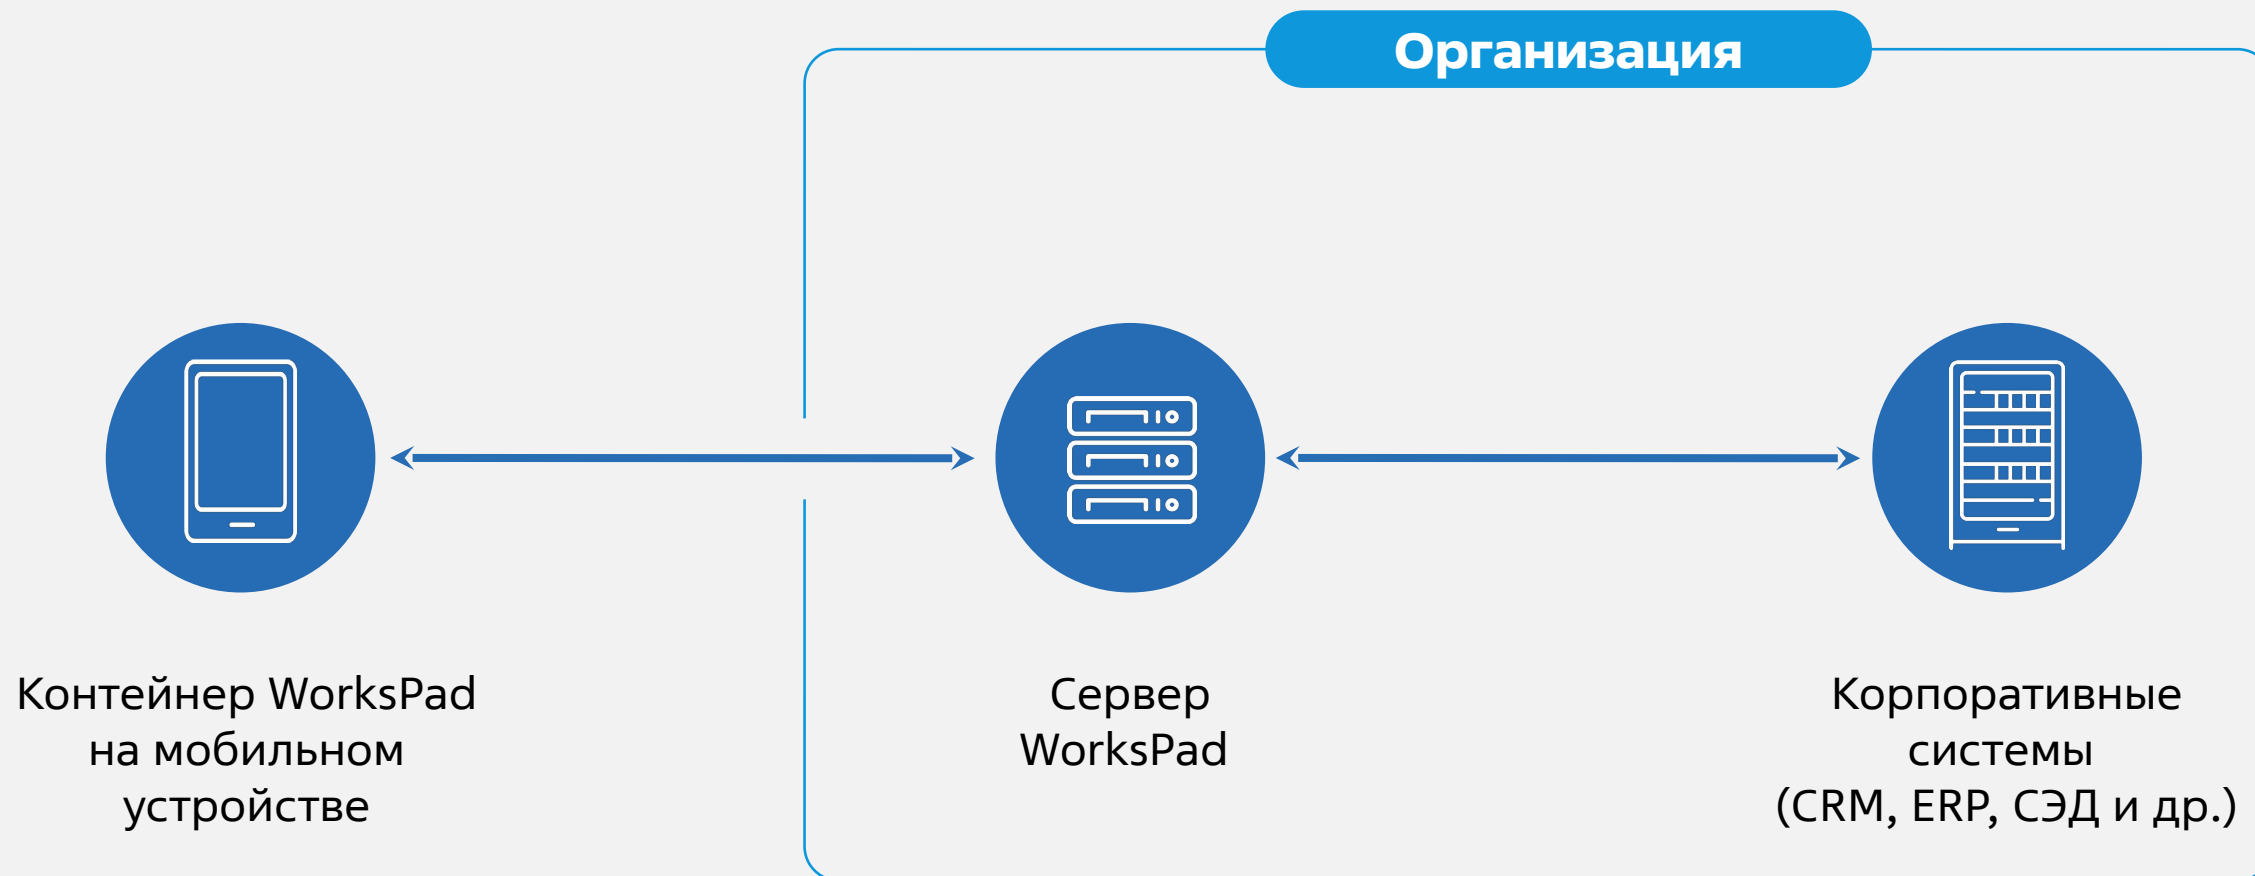 Организация
Контейнер WorksPad
на мобильном
устройстве
Сервер
WorksPad
Корпоративные
системы
(CRM, ERP, СЭД и др.)